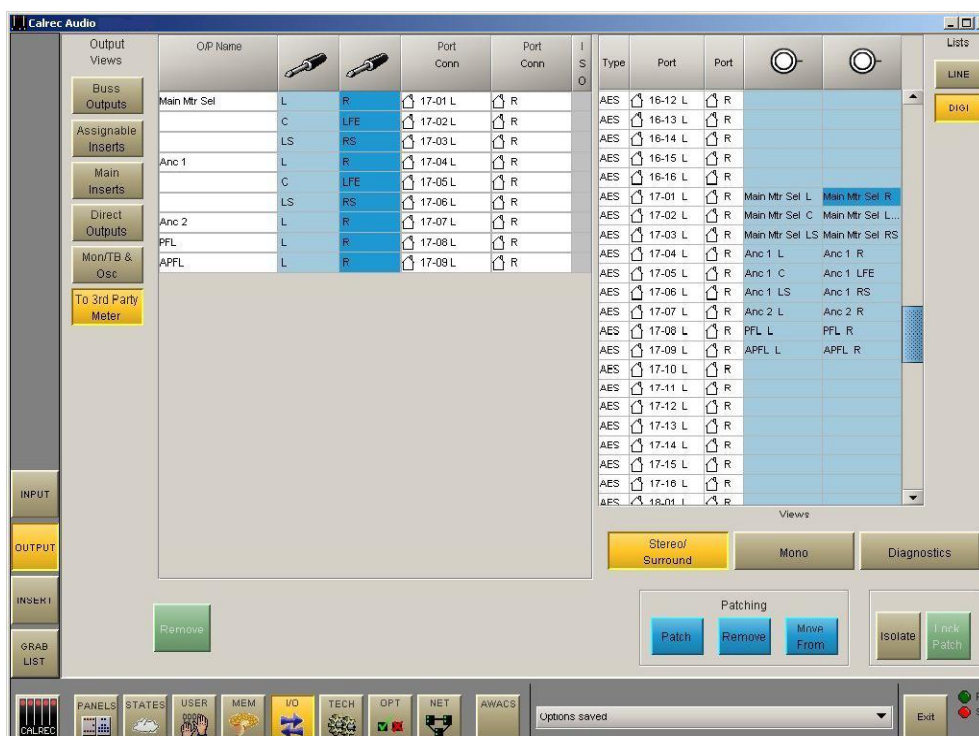 Calrec Audio
Output
Views
Buss
Outputs
Assignable
Inserts
Main
Inserts
Direct
Outputs
Mon/TB &
Osc
To 3rd Party
Meter
INPUT
OUTPUT
INSERT
GRAB
LIST
O/P Name Port Conn Port Conn ISO
Main Mtr Sel L R 17-01 L R
C LFE 17-02 L R
LS RS 17-03 L R
Anc 1 L R 17-04 L R
C LFE 17-05 L R
LS RS 17-06 L R
Anc 2 L R 17-07 L R
PFL L R 17-08 L R
APFL L R 17-09 L R
Remove
Type Port Port
AES 16-12 L R
AES 16-13 L R
AES 16-14 L R
AES 16-15 L R
AES 16-16 L R
AES 17-01 L R Main Mtr Sel L Main Mtr Sel R
AES 17-02 L R Main Mtr Sel C Main Mtr Sel L...
AES 17-03 L R Main Mtr Sel LS Main Mtr Sel RS
AES 17-04 L R Anc 1 L Anc 1 R
AES 17-05 L R Anc 1 C Anc 1 LFE
AES 17-06 L R Anc 1 LS Anc 1 RS
AES 17-07 L R Anc 2 L Anc 2 R
AES 17-08 L R PFL L PFL R
AES 17-09 L R APFL L APFL R
AES 17-10 L R
AES 17-11 L R
AES 17-12 L R
AES 17-13 L R
AES 17-14 L R
AES 17-15 L R
AES 17-16 L R
AES 18-01 L R
Lists
LINE
DIGI
Views
Stereo/
Surround
Mono
Diagnostics
Patching
Patch
Remove
Move
From
Isolate
Lock
Patch
CALREC
PANELS
STATES
USER
MEM
I/O
TECH
OPT
NET
AWACS
Options saved
Exit